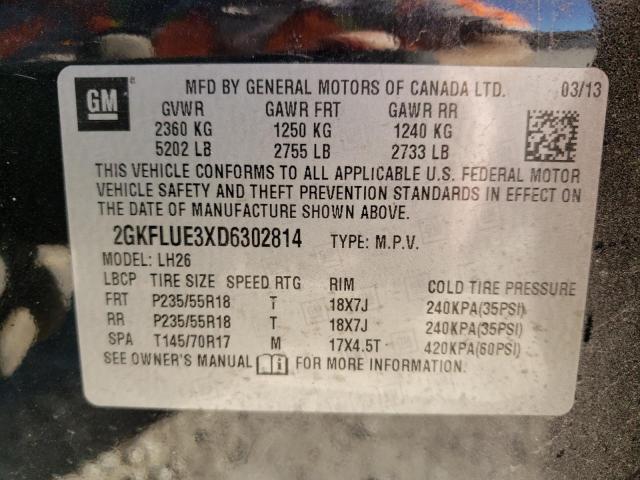 GM
MFD BY GENERAL MOTORS OF CANADA LTD. 03/13
GVWR GAWR FRT GAWR RR
2360 KG 1250 KG 1240 KG
5202 LB 2755 LB 2733 LB
THIS VEHICLE CONFORMS TO ALL APPLICABLE U.S. FEDERAL MOTOR
VEHICLE SAFETY AND THEFT PREVENTION STANDARDS IN EFFECT ON
THE DATE OF MANUFACTURE SHOWN ABOVE.
2GKFLUE3XD6302814 TYPE: M.P.V.
MODEL: LH26
LBCP TIRE SIZE SPEED RTG RIM COLD TIRE PRESSURE
FRT P235/55R18 T 18X7J 240KPA(35PSI)
RR P235/55R18 T 18X7J 240KPA(35PSI)
SPA T145/70R17 M 17X4.5T 420KPA(60PSI)
SEE OWNER'S MANUAL FOR MORE INFORMATION.